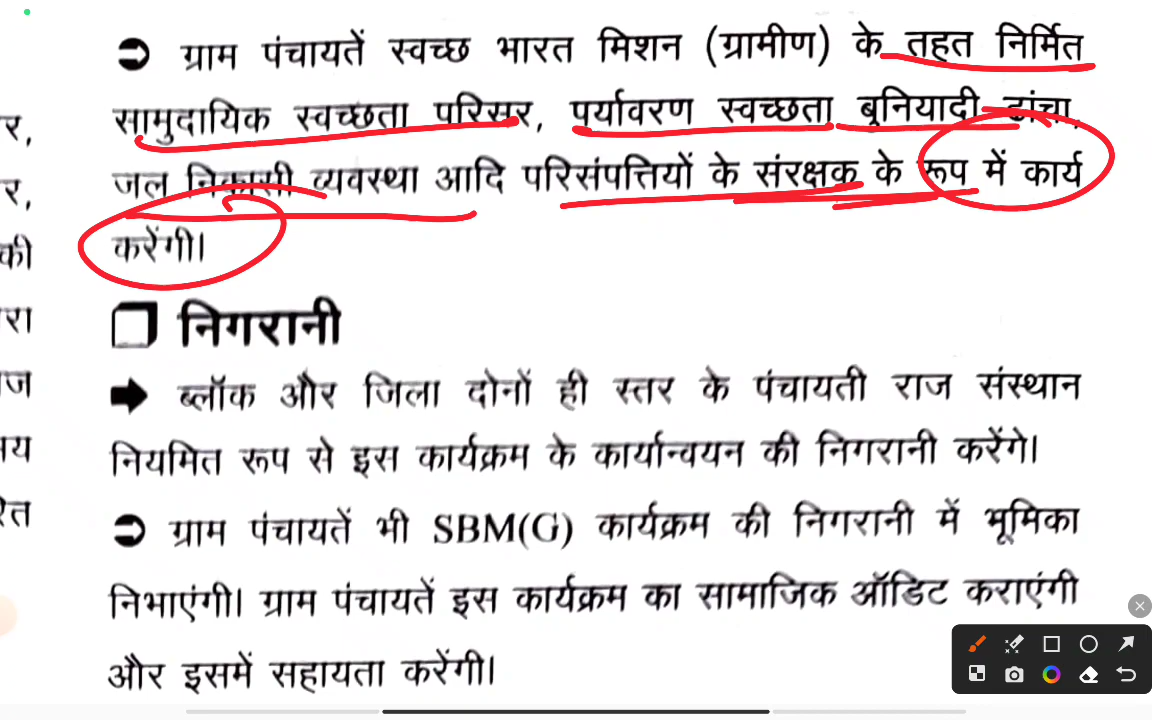 ➲ ग्राम पंचायतें स्वच्छ भारत मिशन (ग्रामीण) के तहत निर्मित
र, सामुदायिक स्वच्छता परिसर, पर्यावरण स्वच्छता बुनियादी ढांचा,
र, जल निकासी व्यवस्था आदि परिसंपत्तियों के संरक्षक के रूप में कार्य
की करेंगी।
❐ निगरानी
➡ ब्लॉक और जिला दोनों ही स्तर के पंचायती राज संस्थान
नियमित रूप से इस कार्यक्रम के कार्यान्वयन की निगरानी करेंगे।
➲ ग्राम पंचायतें भी SBM(G) कार्यक्रम की निगरानी में भूमिका
निभाएंगी। ग्राम पंचायतें इस कार्यक्रम का सामाजिक ऑडिट कराएंगी
और इसमें सहायता करेंगी।